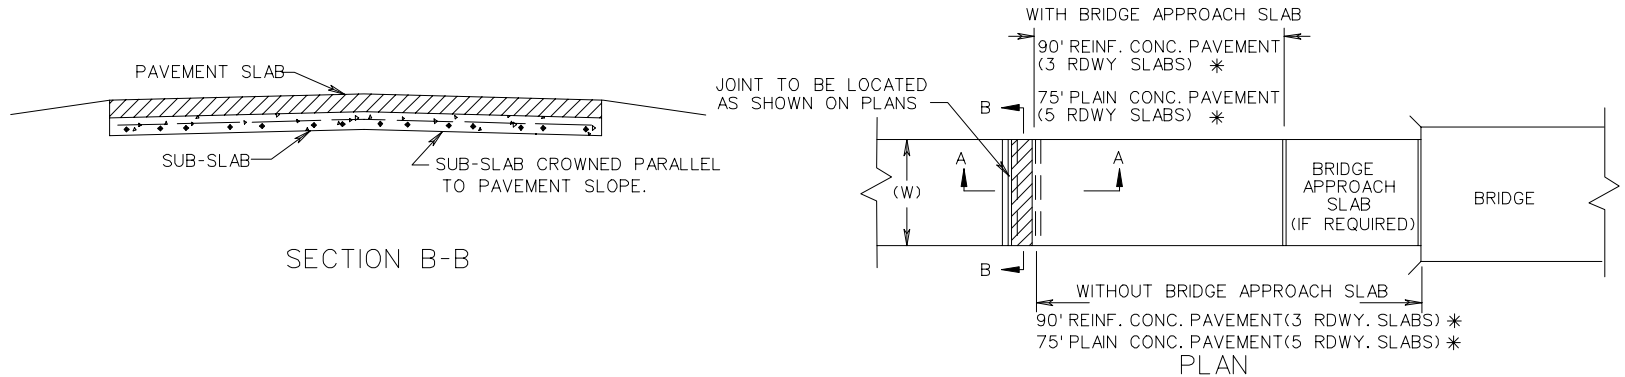 PAVEMENT SLAB
SUB-SLAB
SUB-SLAB CROWNED PARALLEL
TO PAVEMENT SLOPE.
SECTION B-B
WITH BRIDGE APPROACH SLAB
90' REINF. CONC. PAVEMENT
(3 RDWY SLABS) *
75' PLAIN CONC. PAVEMENT
(5 RDWY SLABS) *
JOINT TO BE LOCATED
AS SHOWN ON PLANS
B
A
A
(W)
BRIDGE
APPROACH
SLAB
(IF REQUIRED)
BRIDGE
B
WITHOUT BRIDGE APPROACH SLAB
90' REINF. CONC. PAVEMENT(3 RDWY. SLABS) *
75' PLAIN CONC. PAVEMENT(5 RDWY. SLABS) *
PLAN